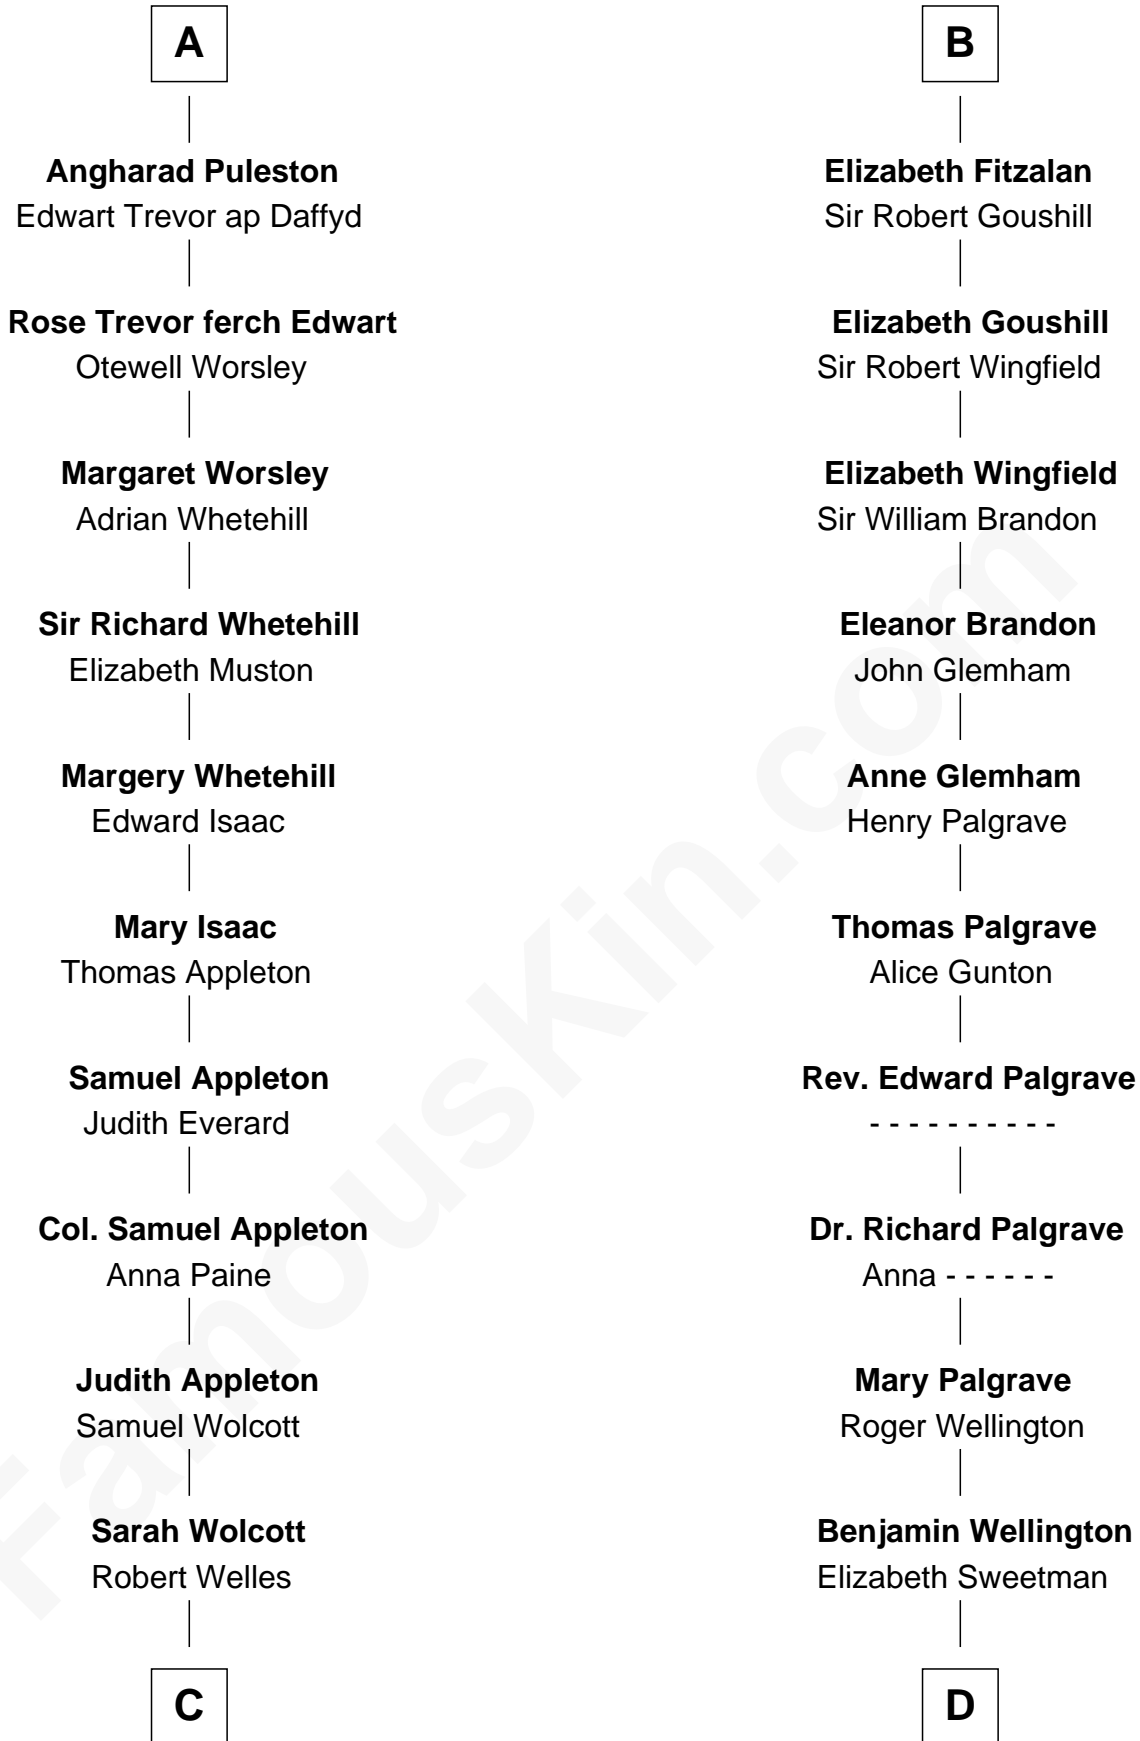 A
Angharad Puleston
Edwart Trevor ap Daffyd
Rose Trevor ferch Edwart
Otewell Worsley
Margaret Worsley
Adrian Whetehill
Sir Richard Whetehill
Elizabeth Muston
Margery Whetehill
Edward Isaac
Mary Isaac
Thomas Appleton
Samuel Appleton
Judith Everard
Col. Samuel Appleton
Anna Paine
Judith Appleton
Samuel Wolcott
Sarah Wolcott
Robert Welles
C
B
Elizabeth Fitzalan
Sir Robert Goushill
Elizabeth Goushill
Sir Robert Wingfield
Elizabeth Wingfield
Sir William Brandon
Eleanor Brandon
John Glemham
Anne Glemham
Henry Palgrave
Thomas Palgrave
Alice Gunton
Rev. Edward Palgrave
- - - - - - - - - -
Dr. Richard Palgrave
Anna - - - - - -
Mary Palgrave
Roger Wellington
Benjamin Wellington
Elizabeth Sweetman
D
FamousKin.com